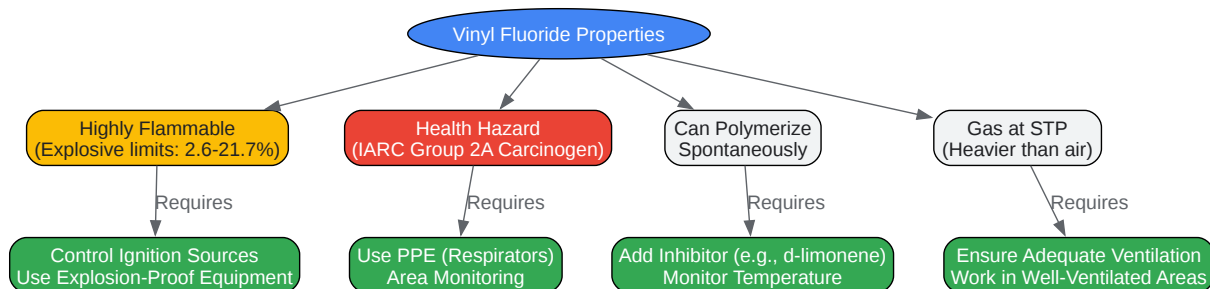 Vinyl Fluoride Properties
Highly Flammable
(Explosive limits: 2.6-21.7%)
Health Hazard
(IARC Group 2A Carcinogen)
Can Polymerize
Spontaneously
Gas at STP
(Heavier than air)
Requires
Requires
Requires
Requires
Control Ignition Sources
Use Explosion-Proof Equipment
Use PPE (Respirators)
Area Monitoring
Add Inhibitor (e.g., d-limonene)
Monitor Temperature
Ensure Adequate Ventilation
Work in Well-Ventilated Areas